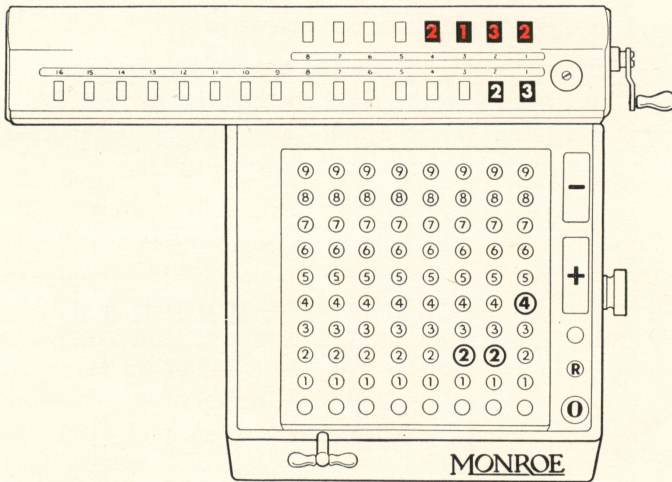 2 1 3 2
8 7 6 5 4 3 2 1
16 15 14 13 12 11 10 9 8 7 6 5 4 3 2 1
2 3
9 9 9 9 9 9 9 9
8 8 8 8 8 8 8 8
7 7 7 7 7 7 7 7
6 6 6 6 6 6 6 6
5 5 5 5 5 5 5 5
4 4 4 4 4 4 4 4
3 3 3 3 3 3 3 3
2 2 2 2 2 2 2 2
1 1 1 1 1 1 1 1
−
+
R
0
MONROE